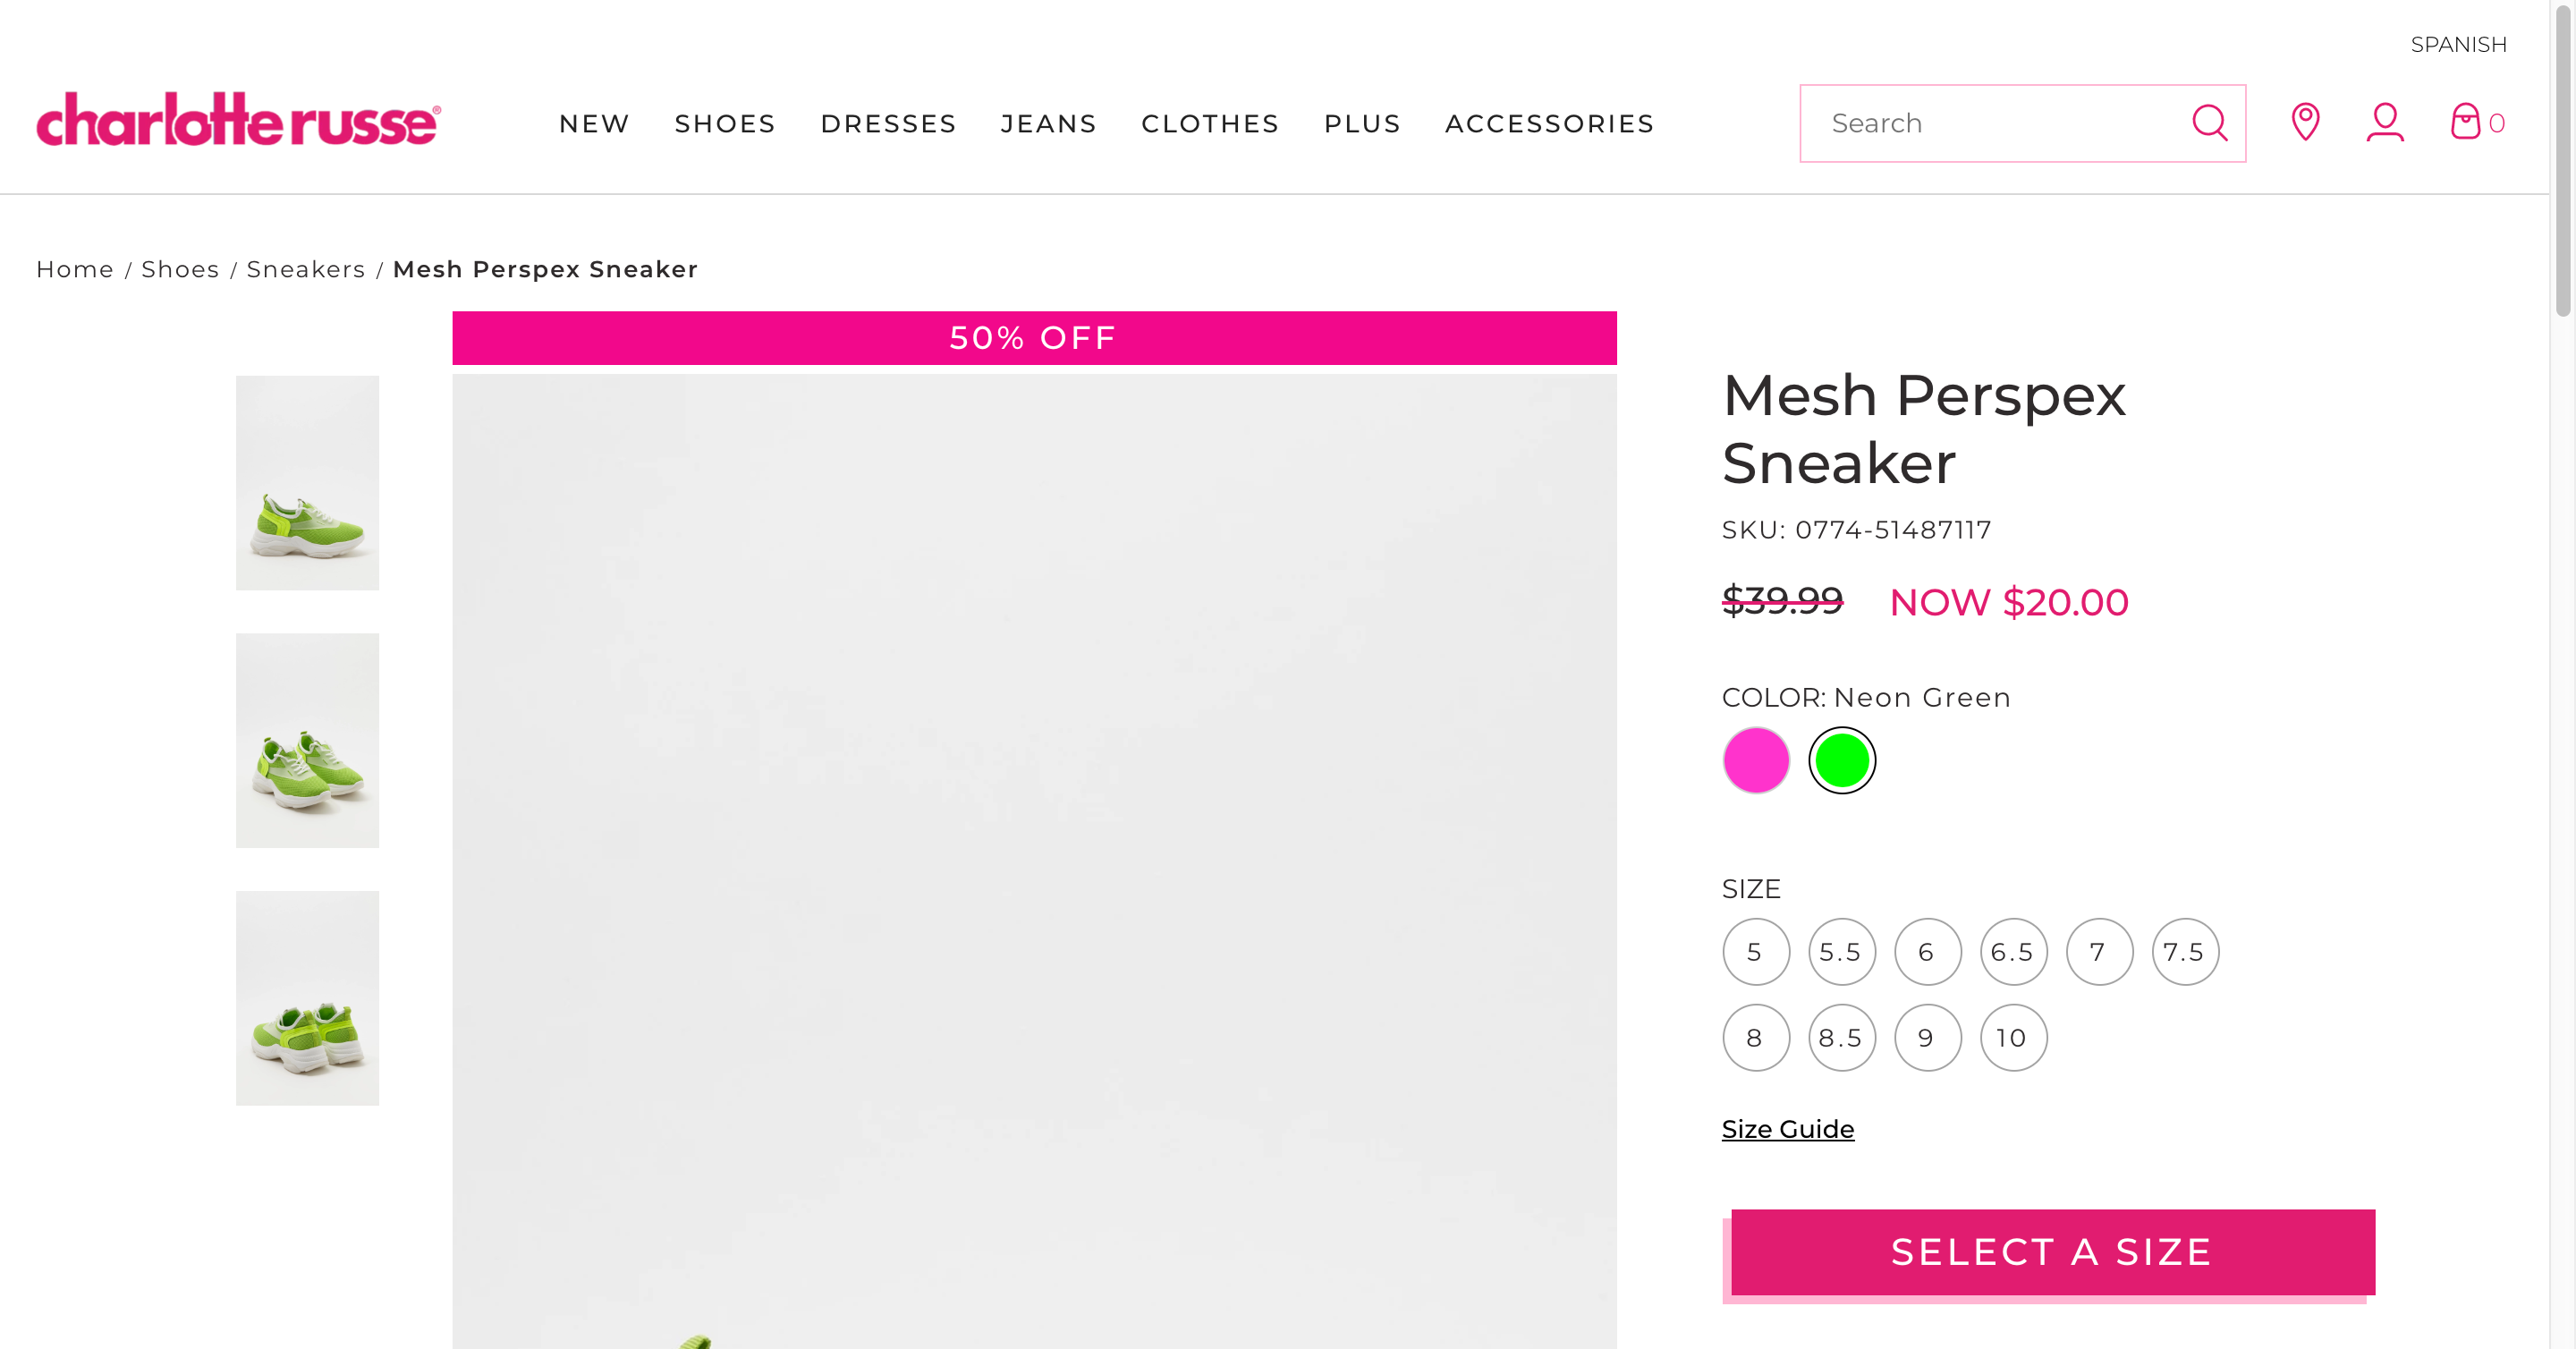 SPANISH
charlotte russe®
NEW SHOES DRESSES JEANS CLOTHES PLUS ACCESSORIES
Search
0
Home / Shoes / Sneakers / Mesh Perspex Sneaker
50% OFF
Mesh Perspex
Sneaker
SKU: 0774-51487117
$39.99 NOW $20.00
COLOR: Neon Green
SIZE
5 5.5 6 6.5 7 7.5
8 8.5 9 10
Size Guide
SELECT A SIZE